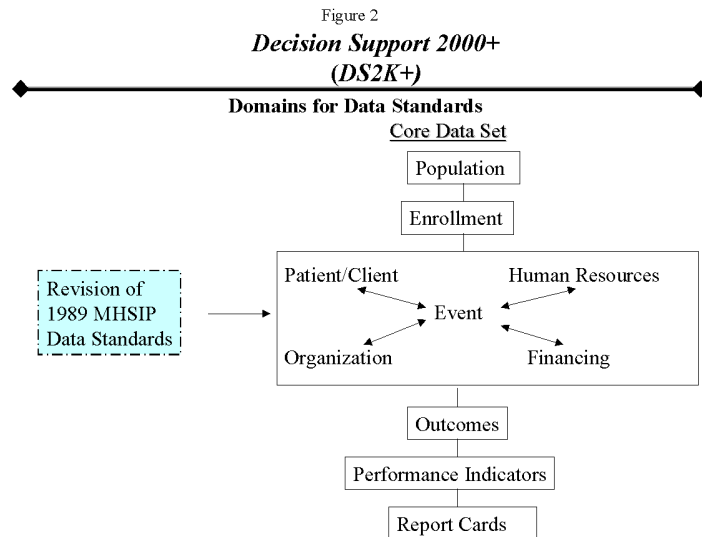 Figure 2
Decision Support 2000+
(DS2K+)
Domains for Data Standards
Core Data Set
Population
Enrollment
Patient/Client
Human Resources
Event
Organization
Financing
Revision of
1989 MHSIP
Data Standards
Outcomes
Performance Indicators
Report Cards